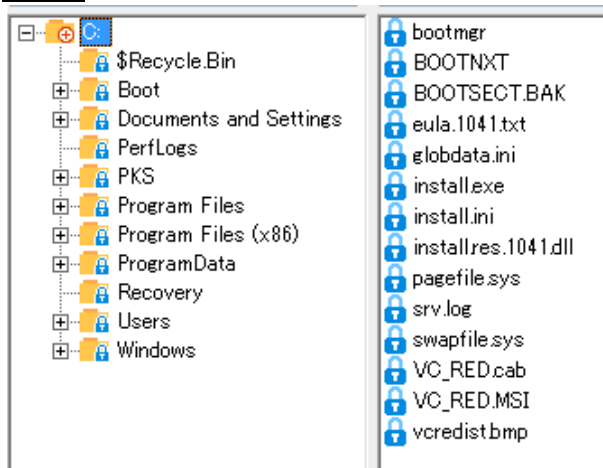 C:
$Recycle.Bin
Boot
Documents and Settings
PerfLogs
PKS
Program Files
Program Files (x86)
ProgramData
Recovery
Users
Windows
bootmgr
BOOTNXT
BOOTSECT.BAK
eula.1041.txt
globdata.ini
install.exe
install.ini
install.res.1041.dll
pagefile.sys
srv.log
swapfile.sys
VC_RED.cab
VC_RED.MSI
vcredist.bmp